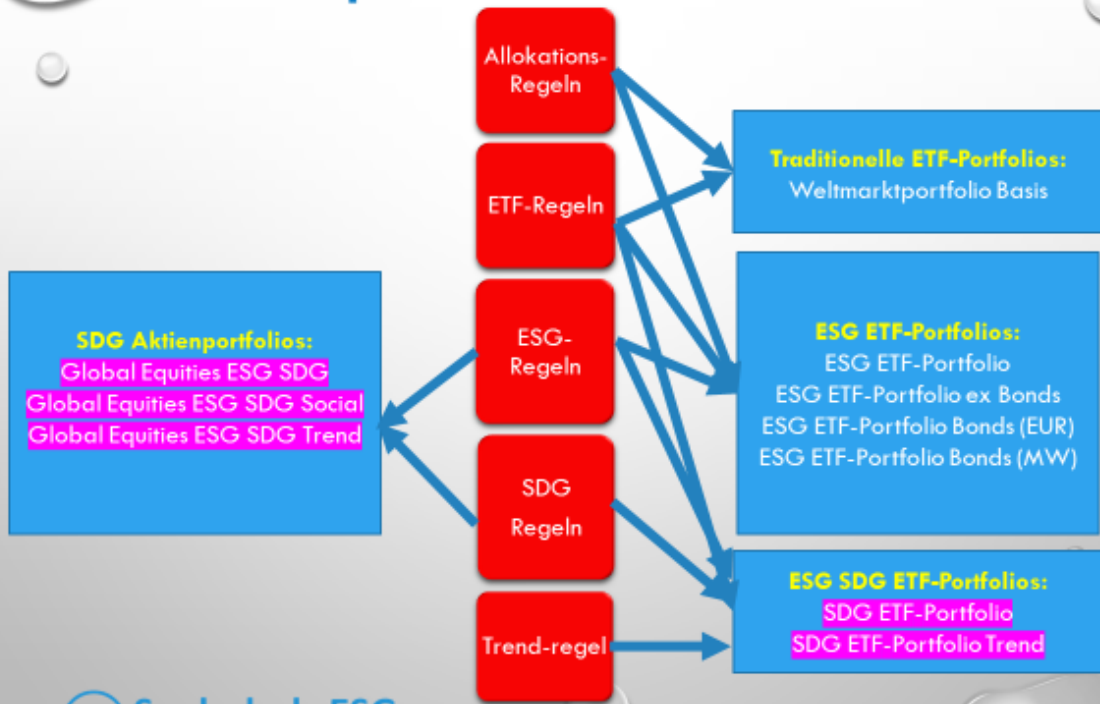 Allokations-
Regeln
ETF-Regeln
ESG-
Regeln
SDG
Regeln
Trend-regel
SDG Aktienportfolios:
Global Equities ESG SDG
Global Equities ESG SDG Social
Global Equities ESG SDG Trend
Traditionelle ETF-Portfolios:
Weltmarktportfolio Basis
ESG ETF-Portfolios:
ESG ETF-Portfolio
ESG ETF-Portfolio ex Bonds
ESG ETF-Portfolio Bonds (EUR)
ESG ETF-Portfolio Bonds (MW)
ESG SDG ETF-Portfolios:
SDG ETF-Portfolio
SDG ETF-Portfolio Trend
ESG